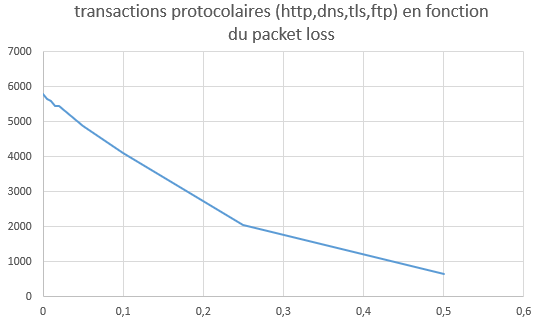 transactions protocolaires (http,dns,tls,ftp) en fonction
du packet loss
7000
6000
5000
4000
3000
2000
1000
0
0 0,1 0,2 0,3 0,4 0,5 0,6